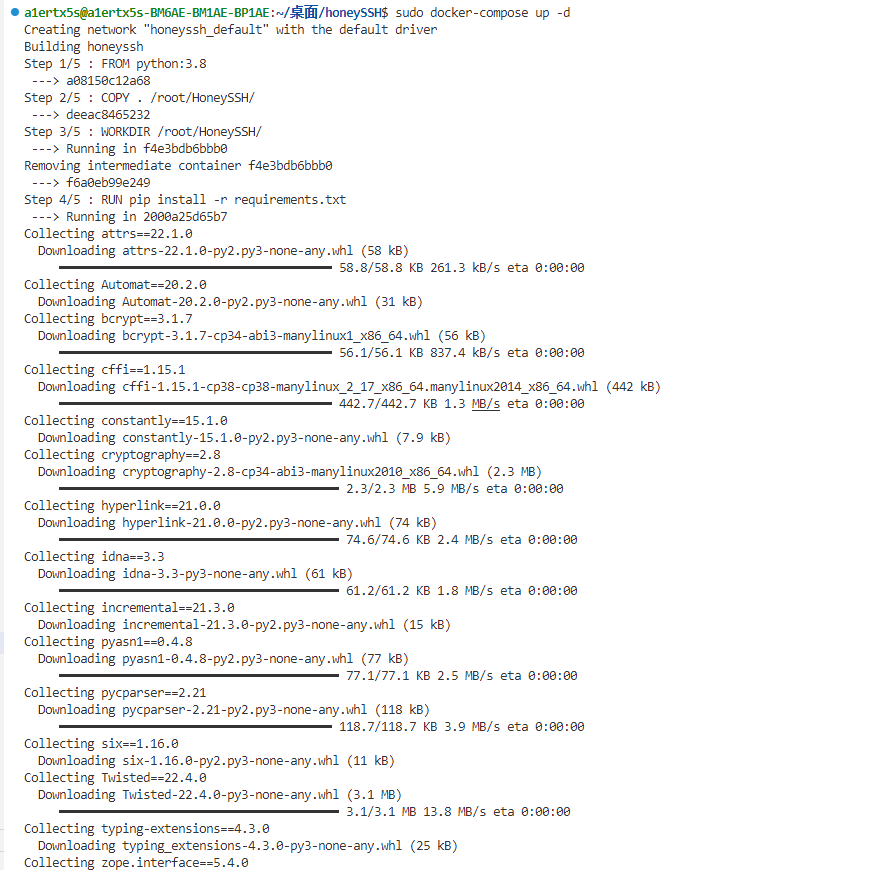 a1ertx5s@a1ertx5s-BM6AE-BM1AE-BP1AE:~/桌面/honeySSH$ sudo docker-compose up -d
Creating network "honeyssh_default" with the default driver
Building honeyssh
Step 1/5 : FROM python:3.8
 ---> a08150c12a68
Step 2/5 : COPY . /root/HoneySSH/
 ---> deeac8465232
Step 3/5 : WORKDIR /root/HoneySSH/
 ---> Running in f4e3bdb6bbb0
Removing intermediate container f4e3bdb6bbb0
 ---> f6a0eb99e249
Step 4/5 : RUN pip install -r requirements.txt
 ---> Running in 2000a25d65b7
Collecting attrs==22.1.0
  Downloading attrs-22.1.0-py2.py3-none-any.whl (58 kB)
58.8/58.8 KB 261.3 kB/s eta 0:00:00
Collecting Automat==20.2.0
  Downloading Automat-20.2.0-py2.py3-none-any.whl (31 kB)
Collecting bcrypt==3.1.7
  Downloading bcrypt-3.1.7-cp34-abi3-manylinux1_x86_64.whl (56 kB)
56.1/56.1 KB 837.4 kB/s eta 0:00:00
Collecting cffi==1.15.1
  Downloading cffi-1.15.1-cp38-cp38-manylinux_2_17_x86_64.manylinux2014_x86_64.whl (442 kB)
442.7/442.7 KB 1.3 MB/s eta 0:00:00
Collecting constantly==15.1.0
  Downloading constantly-15.1.0-py2.py3-none-any.whl (7.9 kB)
Collecting cryptography==2.8
  Downloading cryptography-2.8-cp34-abi3-manylinux2010_x86_64.whl (2.3 MB)
2.3/2.3 MB 5.9 MB/s eta 0:00:00
Collecting hyperlink==21.0.0
  Downloading hyperlink-21.0.0-py2.py3-none-any.whl (74 kB)
74.6/74.6 KB 2.4 MB/s eta 0:00:00
Collecting idna==3.3
  Downloading idna-3.3-py3-none-any.whl (61 kB)
61.2/61.2 KB 1.8 MB/s eta 0:00:00
Collecting incremental==21.3.0
  Downloading incremental-21.3.0-py2.py3-none-any.whl (15 kB)
Collecting pyasn1==0.4.8
  Downloading pyasn1-0.4.8-py2.py3-none-any.whl (77 kB)
77.1/77.1 KB 2.5 MB/s eta 0:00:00
Collecting pycparser==2.21
  Downloading pycparser-2.21-py2.py3-none-any.whl (118 kB)
118.7/118.7 KB 3.9 MB/s eta 0:00:00
Collecting six==1.16.0
  Downloading six-1.16.0-py2.py3-none-any.whl (11 kB)
Collecting Twisted==22.4.0
  Downloading Twisted-22.4.0-py3-none-any.whl (3.1 MB)
3.1/3.1 MB 13.8 MB/s eta 0:00:00
Collecting typing-extensions==4.3.0
  Downloading typing_extensions-4.3.0-py3-none-any.whl (25 kB)
Collecting zope.interface==5.4.0